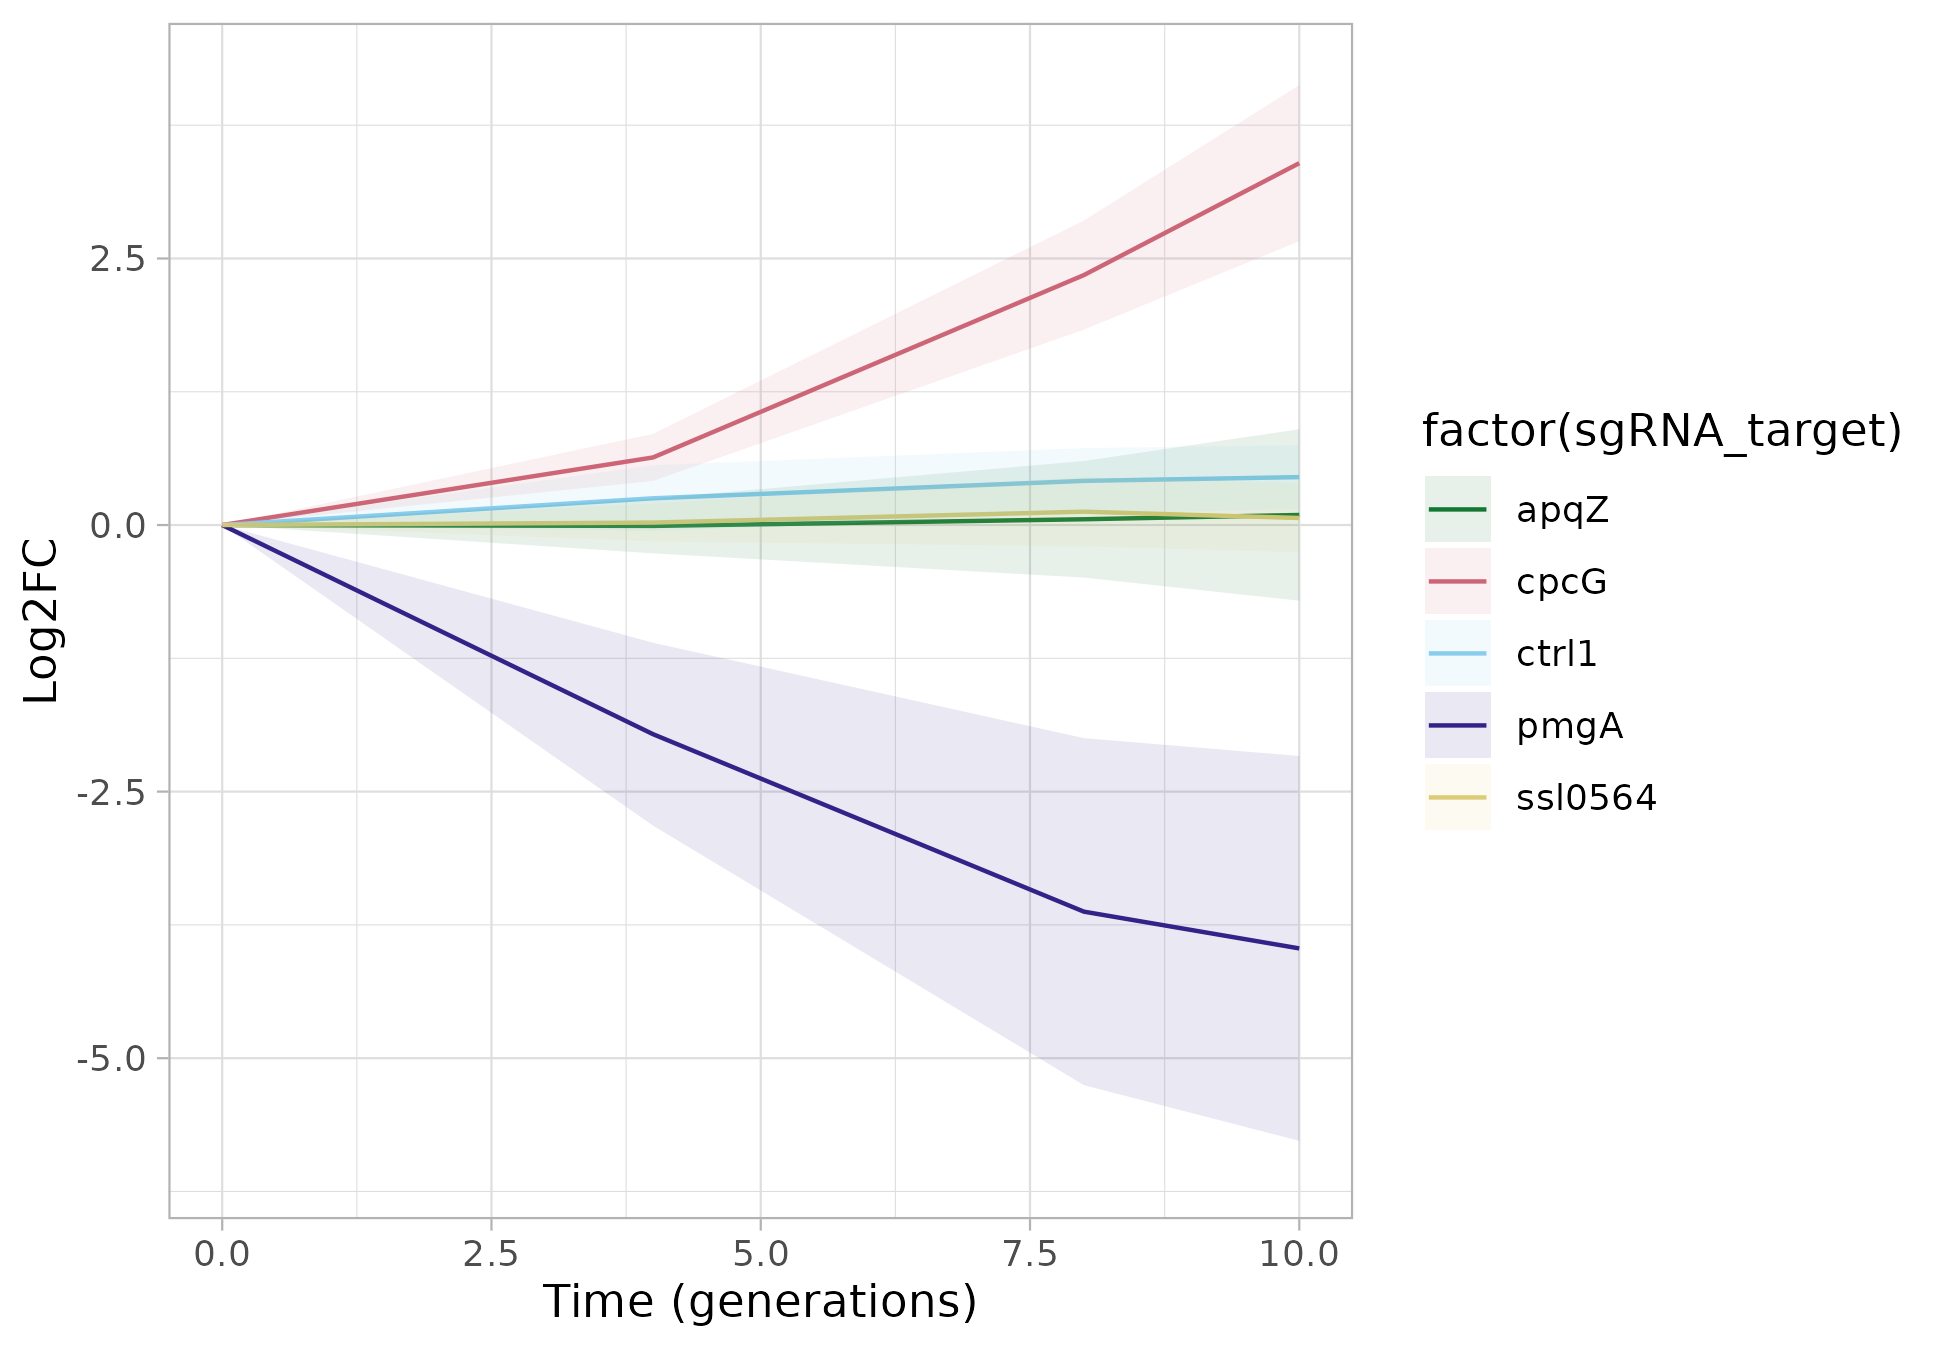 2.5
0.0
-2.5
-5.0
Log2FC
0.0 2.5 5.0 7.5 10.0
Time (generations)
factor(sgRNA_target)
apqZ
cpcG
ctrl1
pmgA
ssl0564